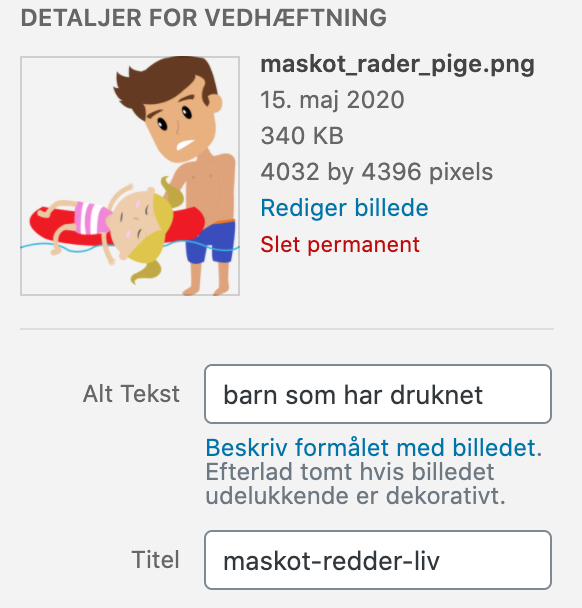 DETALJER FOR VEDHÆFTNING
maskot_rader_pige.png
15. maj 2020
340 KB
4032 by 4396 pixels
Rediger billede
Slet permanent
Alt Tekst
barn som har druknet
Beskriv formålet med billedet.
Efterlad tomt hvis billedet
udelukkende er dekorativt.
Titel
maskot-redder-liv